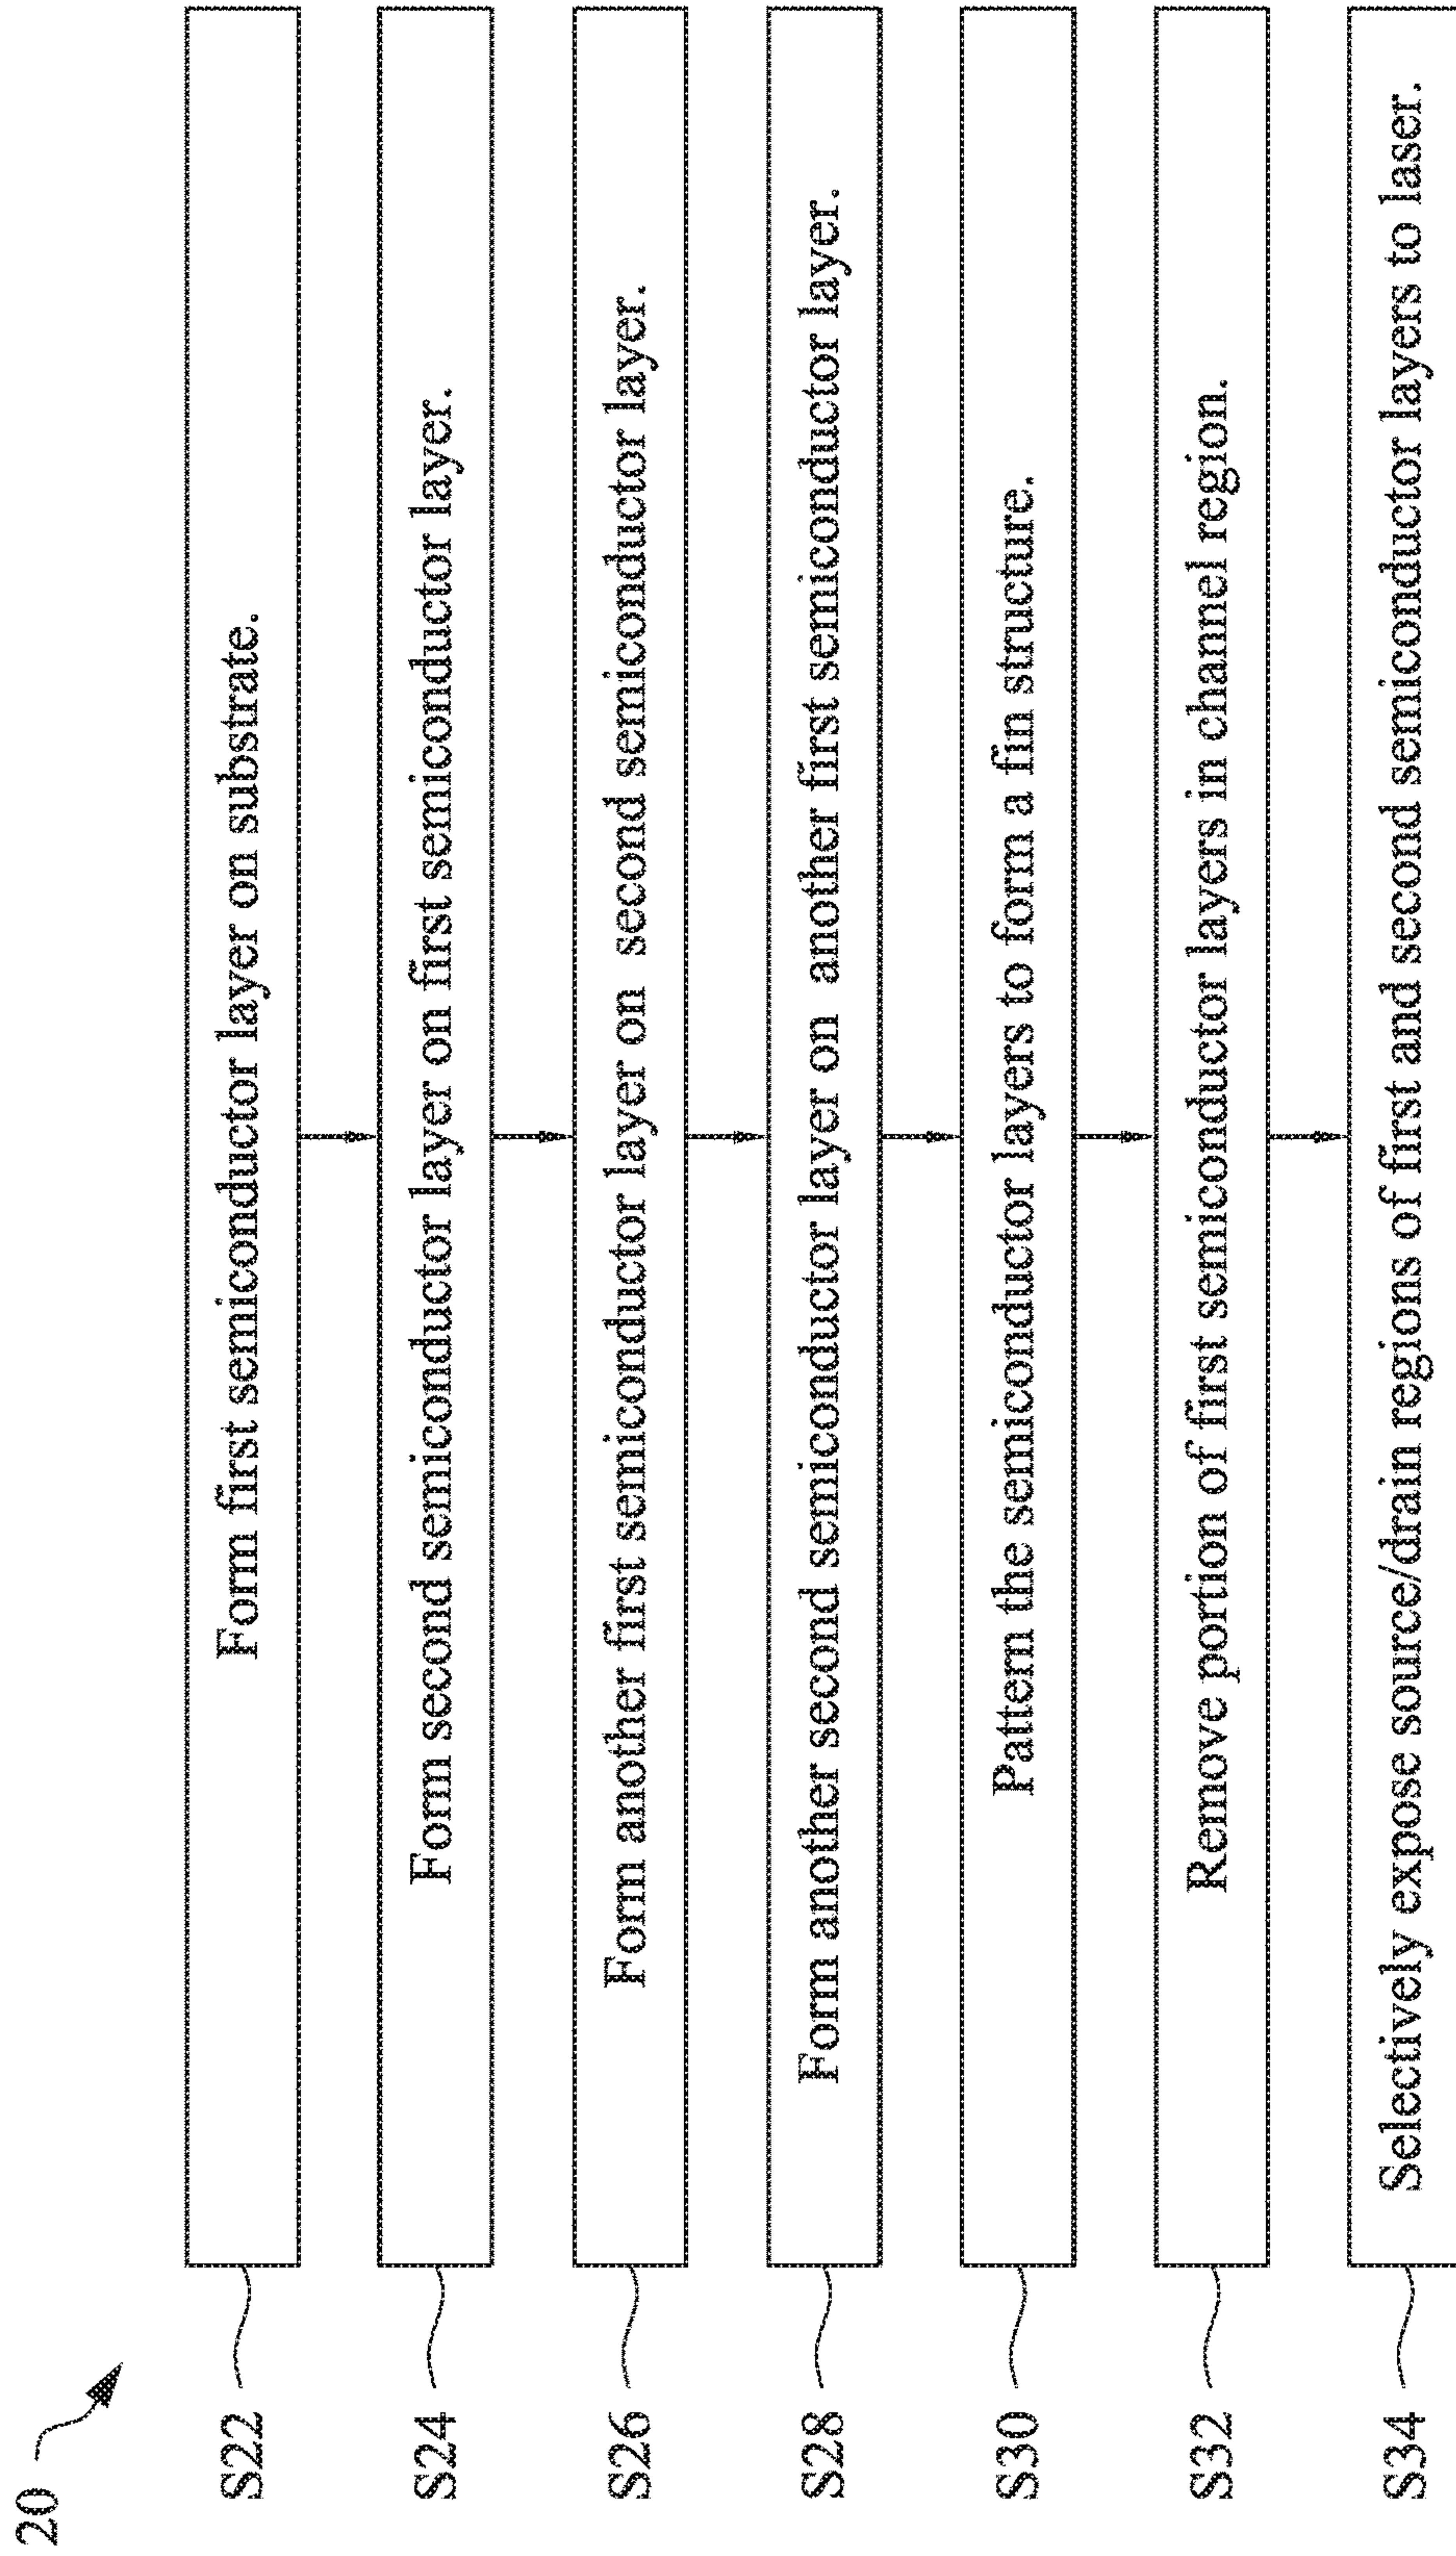 20
S22
Form first semiconductor layer on substrate.
S24
Form second semiconductor layer on first semiconductor layer.
S26
Form another first semiconductor layer on second semiconductor layer.
S28
Form another second semiconductor layer on another first semiconductor layer.
S30
Pattern the semiconductor layers to form a fin structure.
S32
Remove portion of first semiconductor layers in channel region.
S34
Selectively expose source/drain regions of first and second semiconductor layers to laser.